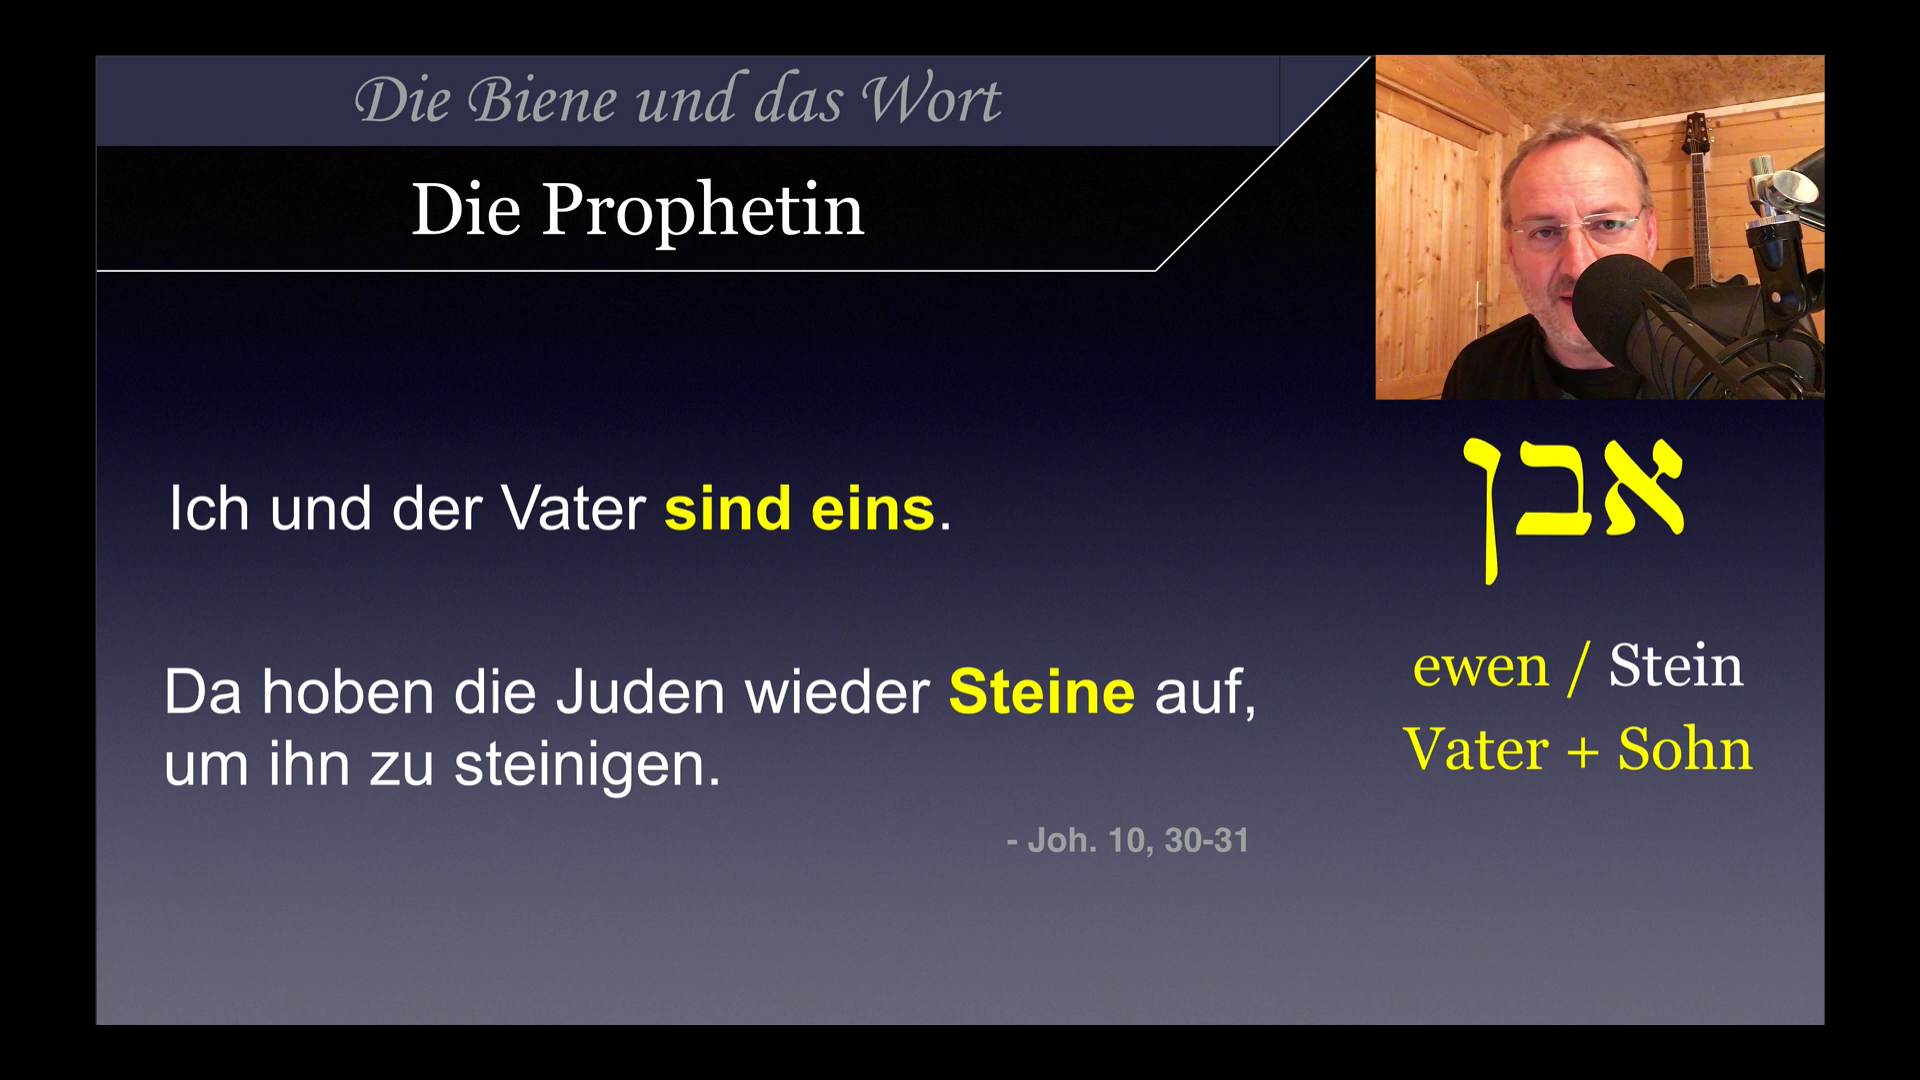 Die Biene und das Wort
Die Prophetin
Ich und der Vater sind eins.
Da hoben die Juden wieder Steine auf,
um ihn zu steinigen.
- Joh. 10, 30-31
אבן
ewen / Stein
Vater + Sohn